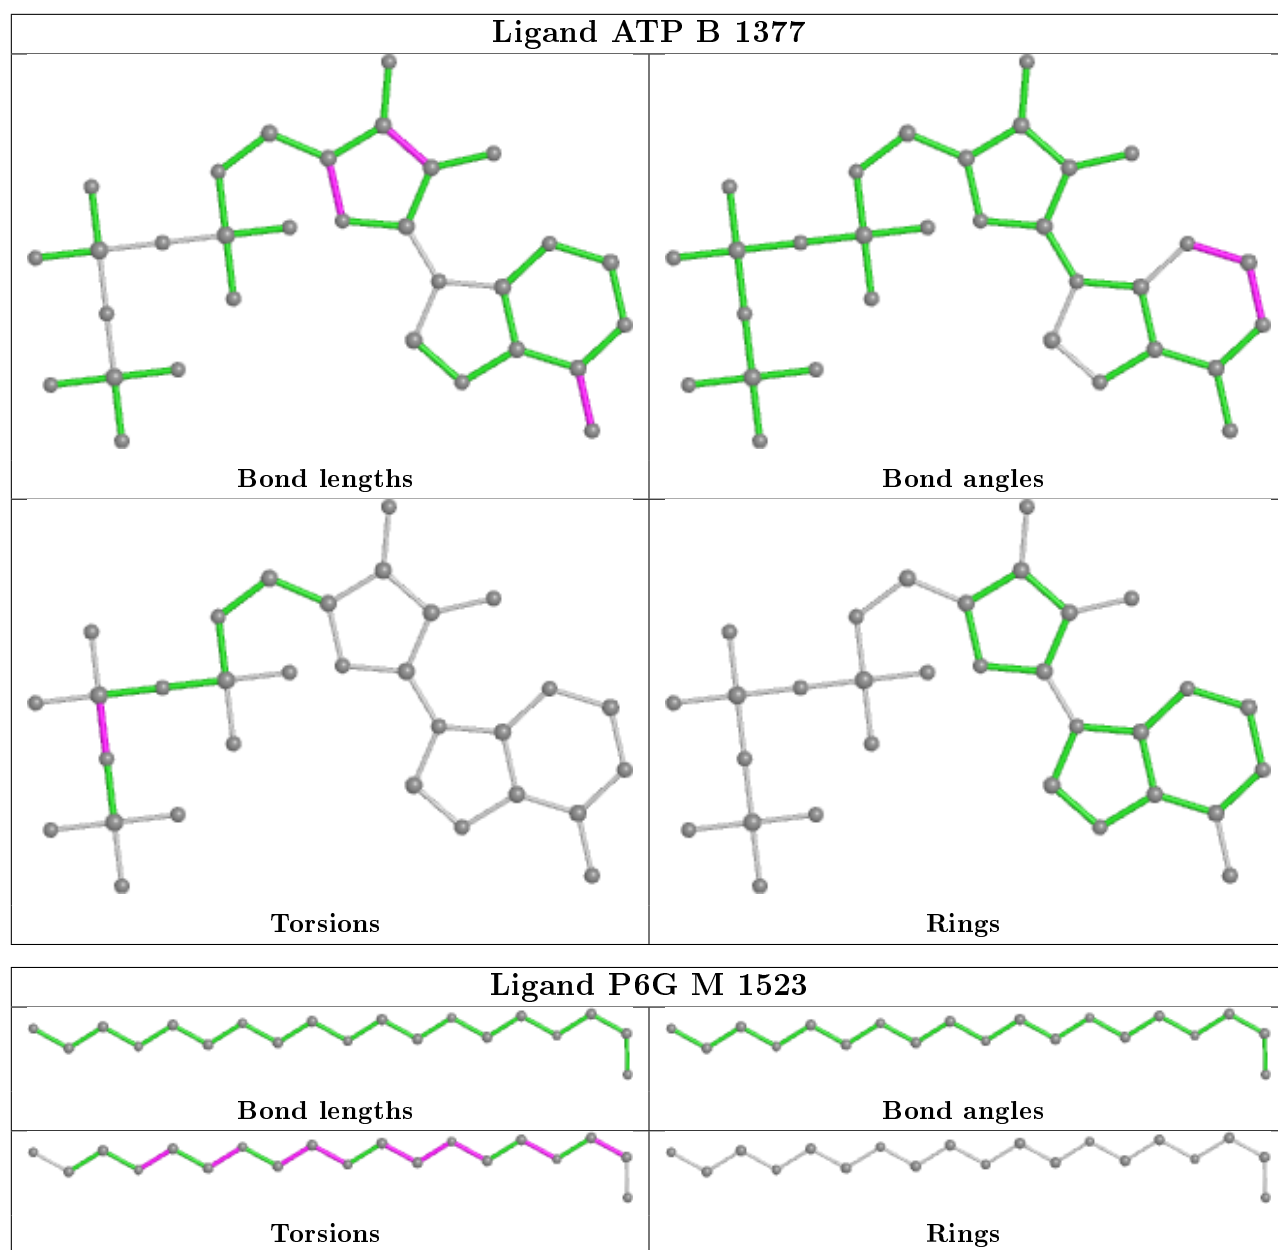 Ligand ATP B 1377
Bond lengths
Bond angles
Torsions
Rings
Ligand P6G M 1523
Bond lengths
Bond angles
Torsions
Rings